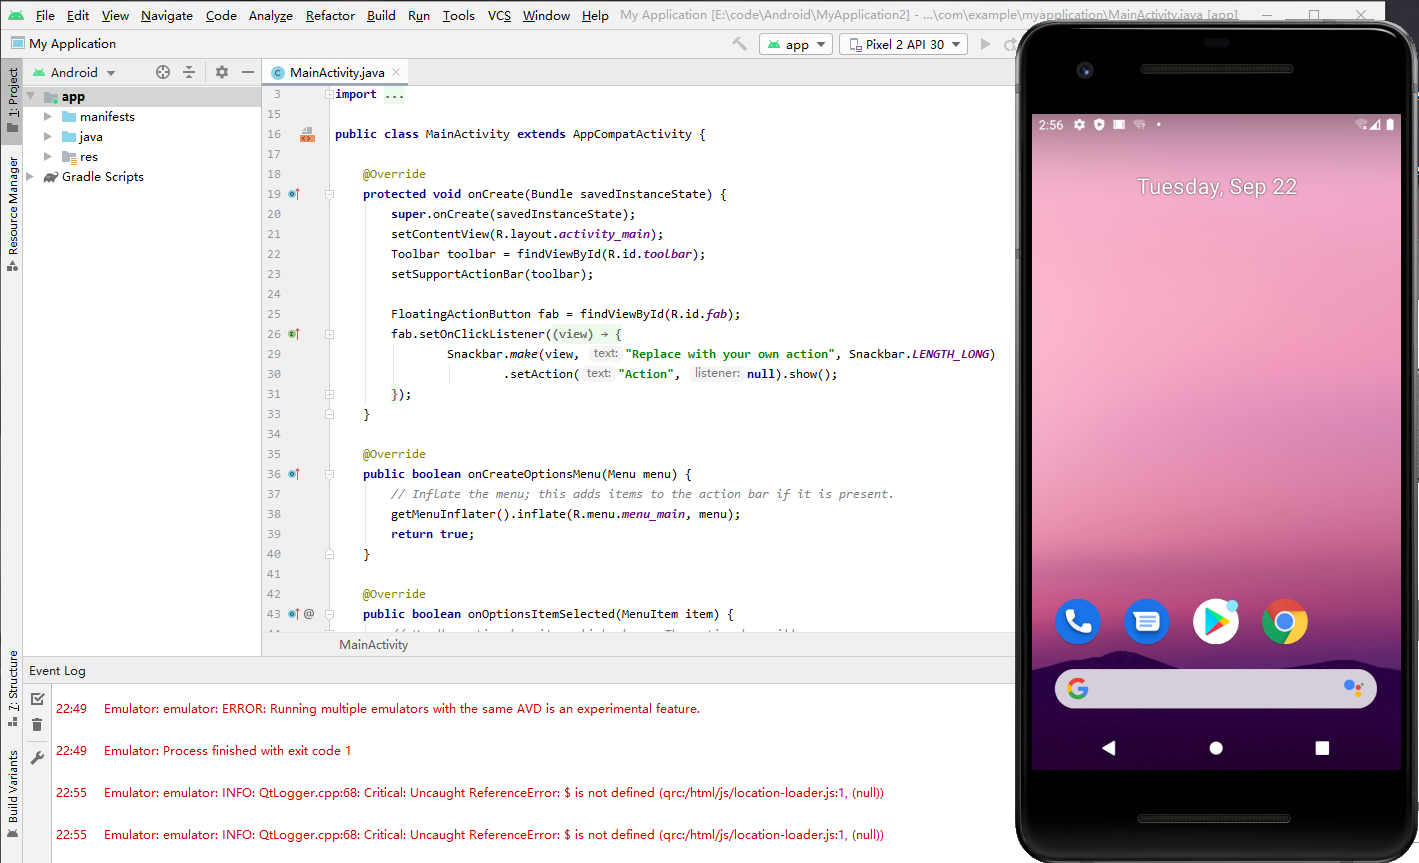 File Edit View Navigate Code Analyze Refactor Build Run Tools VCS Window Help My Application [E:\code\Android\MyApplication2] - ...\com\example\myapplication\MainActivity.java [app]
My Application app Pixel 2 API 30
1: Project
Resource Manager
7: Structure
Build Variants
Android
app
manifests
java
res
Gradle Scripts
MainActivity.java
3 import ...
15
16 public class MainActivity extends AppCompatActivity {
17
18 @Override
19 protected void onCreate(Bundle savedInstanceState) {
20 super.onCreate(savedInstanceState);
21 setContentView(R.layout.activity_main);
22 Toolbar toolbar = findViewById(R.id.toolbar);
23 setSupportActionBar(toolbar);
24
25 FloatingActionButton fab = findViewById(R.id.fab);
26 fab.setOnClickListener((view) → {
29 Snackbar.make(view, text: "Replace with your own action", Snackbar.LENGTH_LONG)
30 .setAction( text: "Action", listener: null).show();
31 });
33 }
34
35 @Override
36 public boolean onCreateOptionsMenu(Menu menu) {
37 // Inflate the menu; this adds items to the action bar if it is present.
38 getMenuInflater().inflate(R.menu.menu_main, menu);
39 return true;
40 }
41
42 @Override
43 @ public boolean onOptionsItemSelected(MenuItem item) {
MainActivity
Event Log
22:49 Emulator: emulator: ERROR: Running multiple emulators with the same AVD is an experimental feature.
22:49 Emulator: Process finished with exit code 1
22:55 Emulator: emulator: INFO: QtLogger.cpp:68: Critical: Uncaught ReferenceError: $ is not defined (qrc:/html/js/location-loader.js:1, (null))
22:55 Emulator: emulator: INFO: QtLogger.cpp:68: Critical: Uncaught ReferenceError: $ is not defined (qrc:/html/js/location-loader.js:1, (null))
2:56
Tuesday, Sep 22